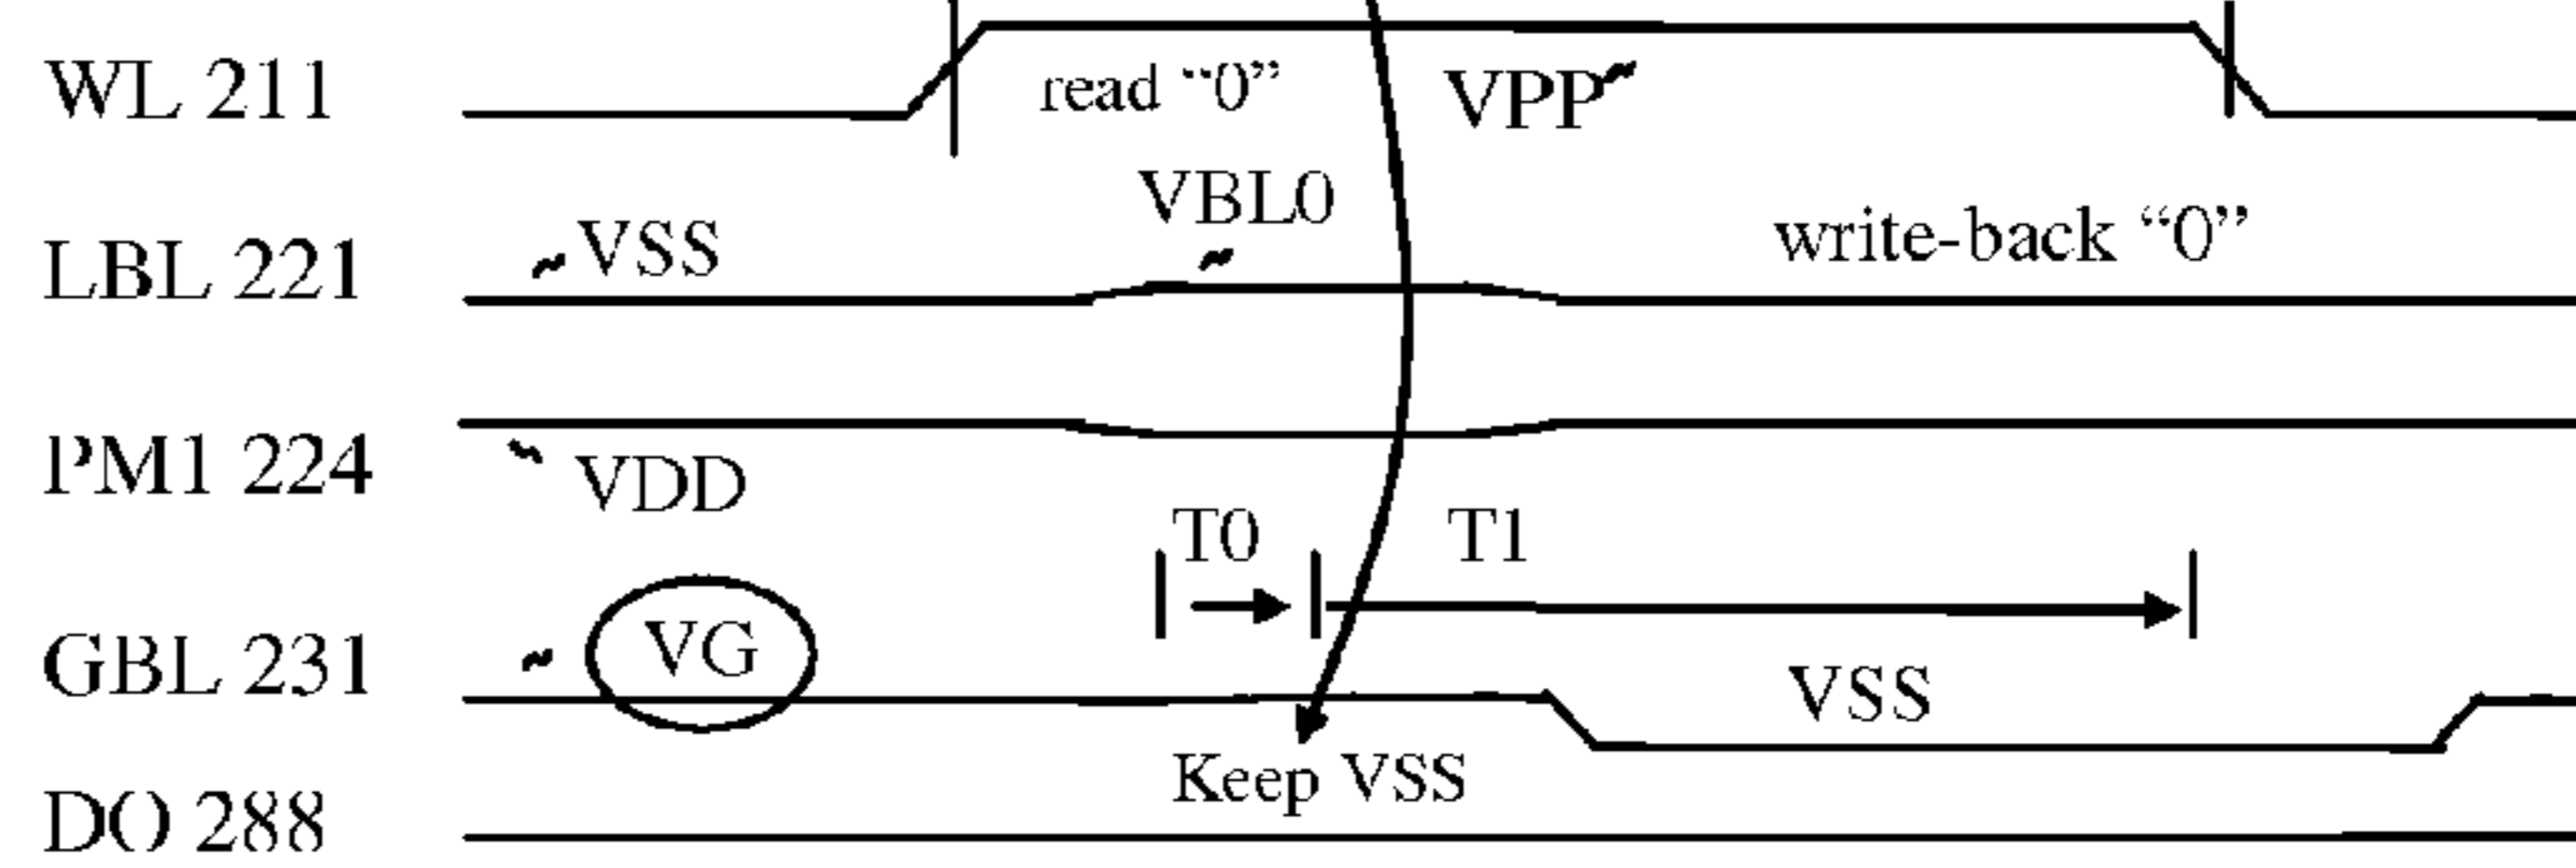 WL 211 read “0” VPP
VBL0
LBL 221 VSS write-back “0”
PM1 224 VDD
T0 T1
GBL 231 VG VSS
Keep VSS
DO 288